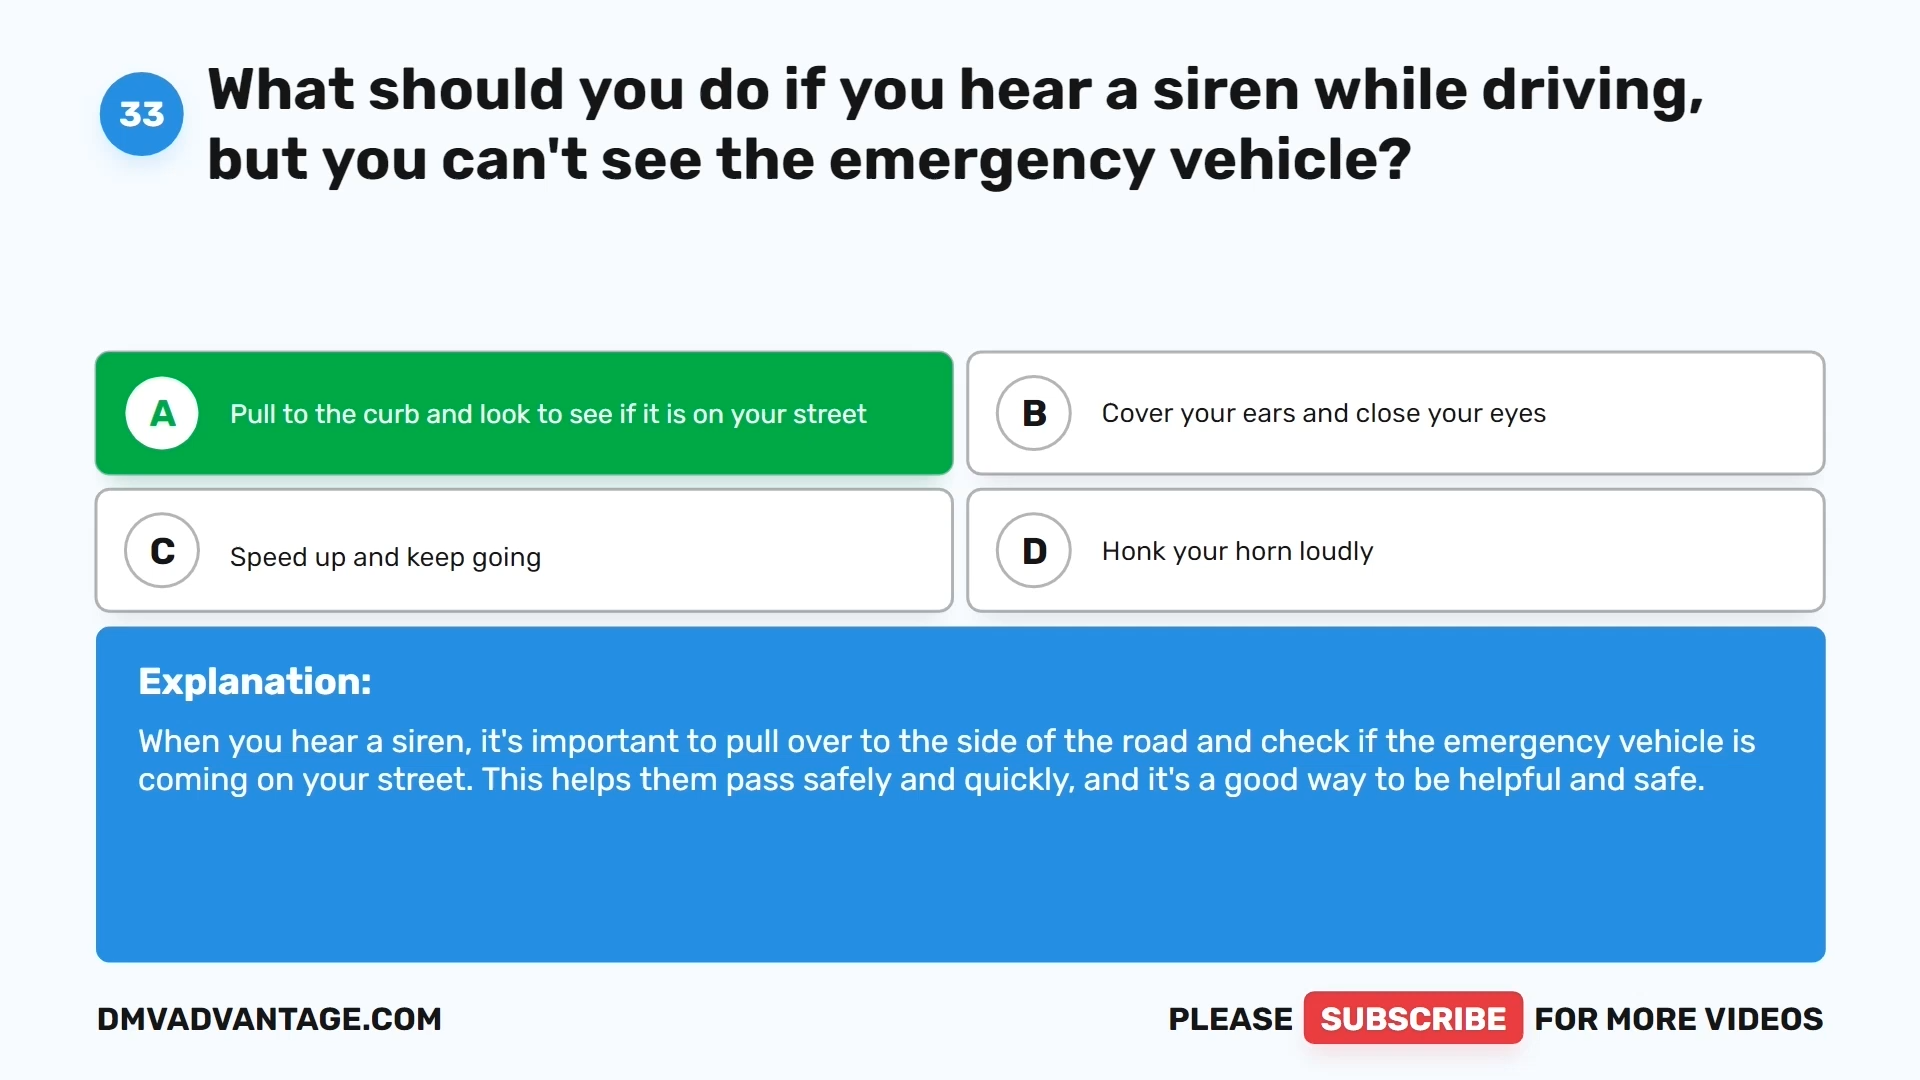 33
What should you do if you hear a siren while driving,
but you can't see the emergency vehicle?
A
Pull to the curb and look to see if it is on your street
B
Cover your ears and close your eyes
C
Speed up and keep going
D
Honk your horn loudly
Explanation:
When you hear a siren, it's important to pull over to the side of the road and check if the emergency vehicle is
coming on your street. This helps them pass safely and quickly, and it's a good way to be helpful and safe.
DMVADVANTAGE.COM
PLEASE SUBSCRIBE FOR MORE VIDEOS